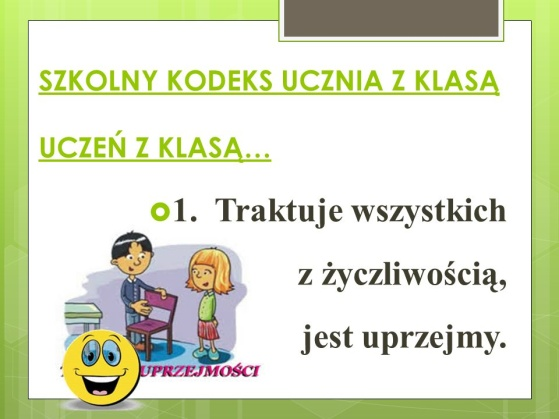 SZKOLNY KODEKS UCZNIA Z KLASĄ
UCZEŃ Z KLASĄ...
1. Traktuje wszystkich
z życzliwością,
jest uprzejmy.
UPRZEJMOŚCI